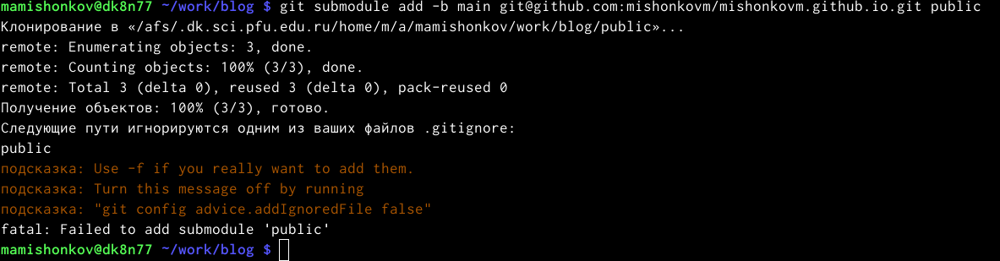 mamishonkov@dk8n77 ~/work/blog $ git submodule add -b main git@github.com:mishonkovm/mishonkovm.github.io.git public
Клонирование в «/afs/.dk.sci.pfu.edu.ru/home/m/a/mamishonkov/work/blog/public»...
remote: Enumerating objects: 3, done.
remote: Counting objects: 100% (3/3), done.
remote: Total 3 (delta 0), reused 3 (delta 0), pack-reused 0
Получение объектов: 100% (3/3), готово.
Следующие пути игнорируются одним из ваших файлов .gitignore:
public
подсказка: Use -f if you really want to add them.
подсказка: Turn this message off by running
подсказка: "git config advice.addIgnoredFile false"
fatal: Failed to add submodule 'public'
mamishonkov@dk8n77 ~/work/blog $